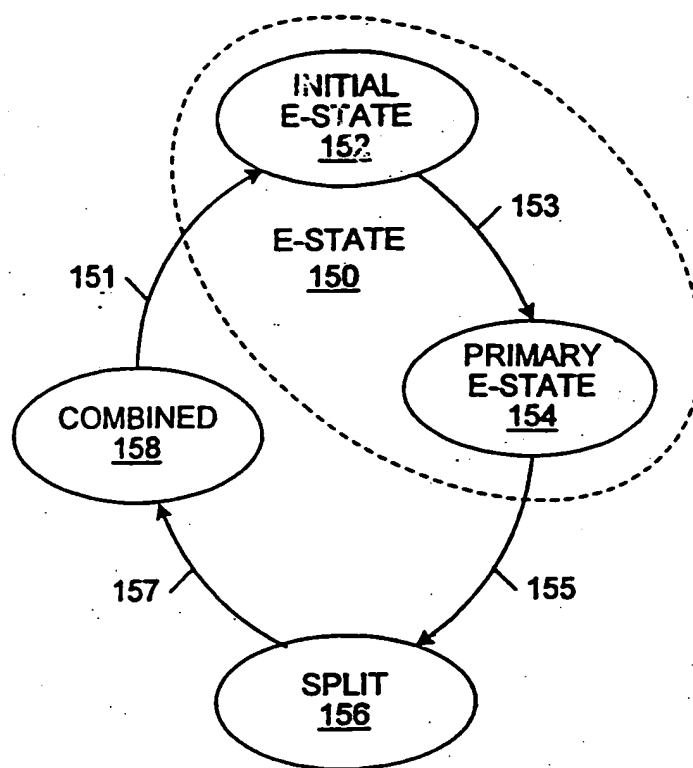 INITIAL
E-STATE
152
153
E-STATE
150
151
PRIMARY
E-STATE
154
COMBINED
158
157
155
SPLIT
156